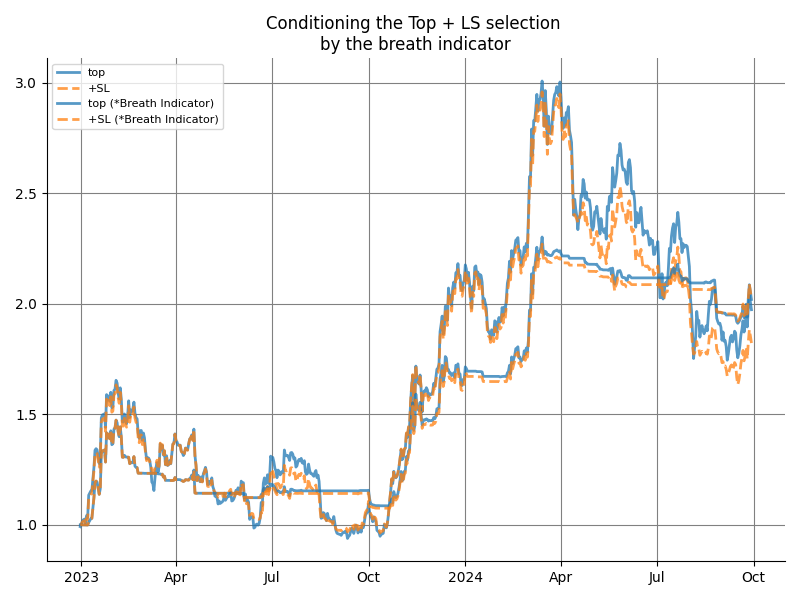 Conditioning the Top + LS selection
by the breath indicator
top
+SL
top (*Breath Indicator)
+SL (*Breath Indicator)
3.0
2.5
2.0
1.5
1.0
2023 Apr Jul Oct 2024 Apr Jul Oct